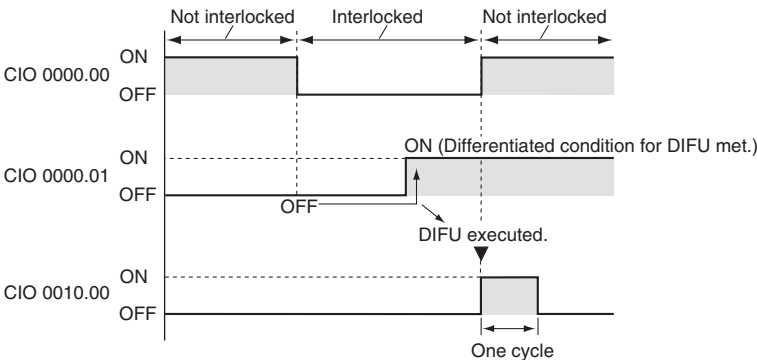 Not interlocked Interlocked Not interlocked
CIO 0000.00
ON
OFF
ON (Differentiated condition for DIFU met.)
CIO 0000.01
ON
OFF
OFF
DIFU executed.
CIO 0010.00
ON
OFF
One cycle